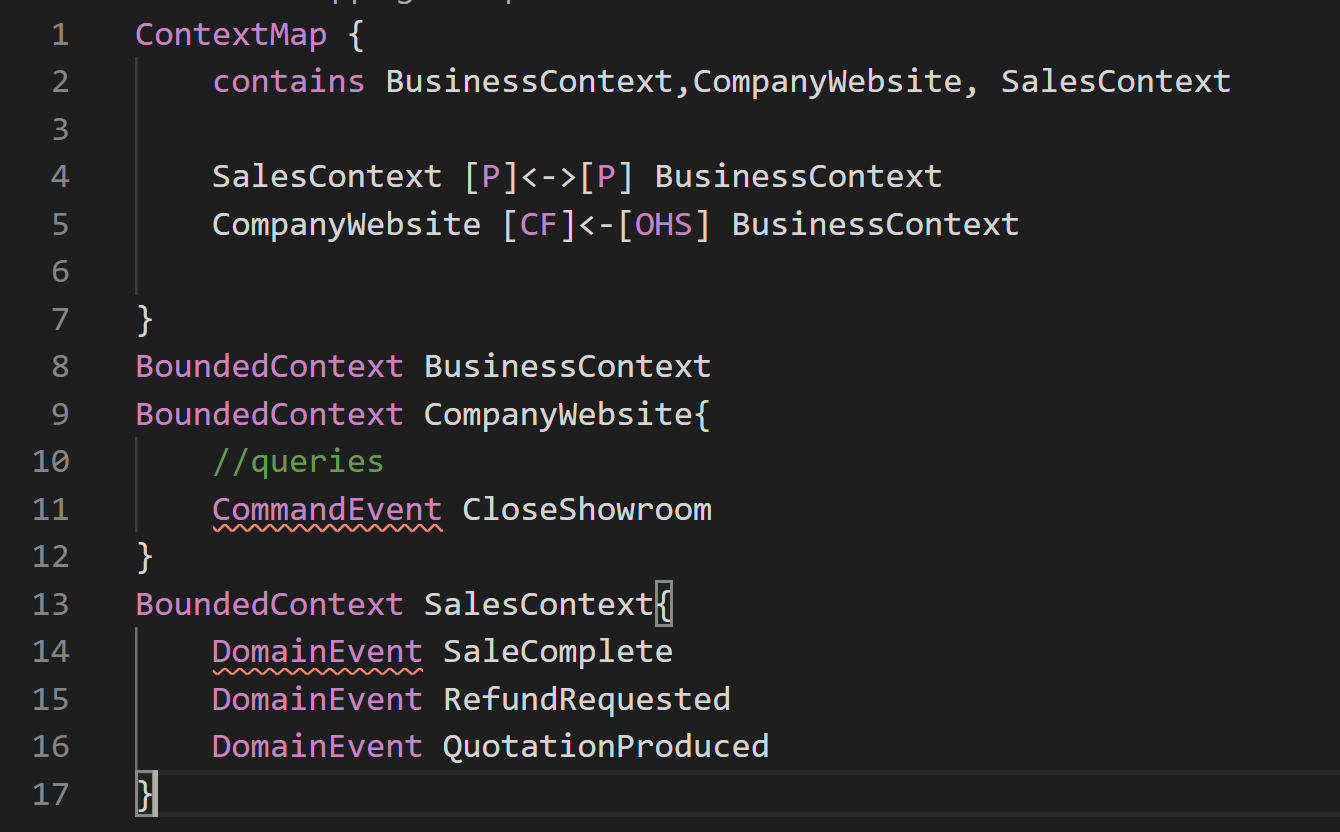 1 ContextMap {
2 contains BusinessContext,CompanyWebsite, SalesContext
3
4 SalesContext [P]<->[P] BusinessContext
5 CompanyWebsite [CF]<-[OHS] BusinessContext
6
7 }
8 BoundedContext BusinessContext
9 BoundedContext CompanyWebsite{
10 //queries
11 CommandEvent CloseShowroom
12 }
13 BoundedContext SalesContext{
14 DomainEvent SaleComplete
15 DomainEvent RefundRequested
16 DomainEvent QuotationProduced
17 }